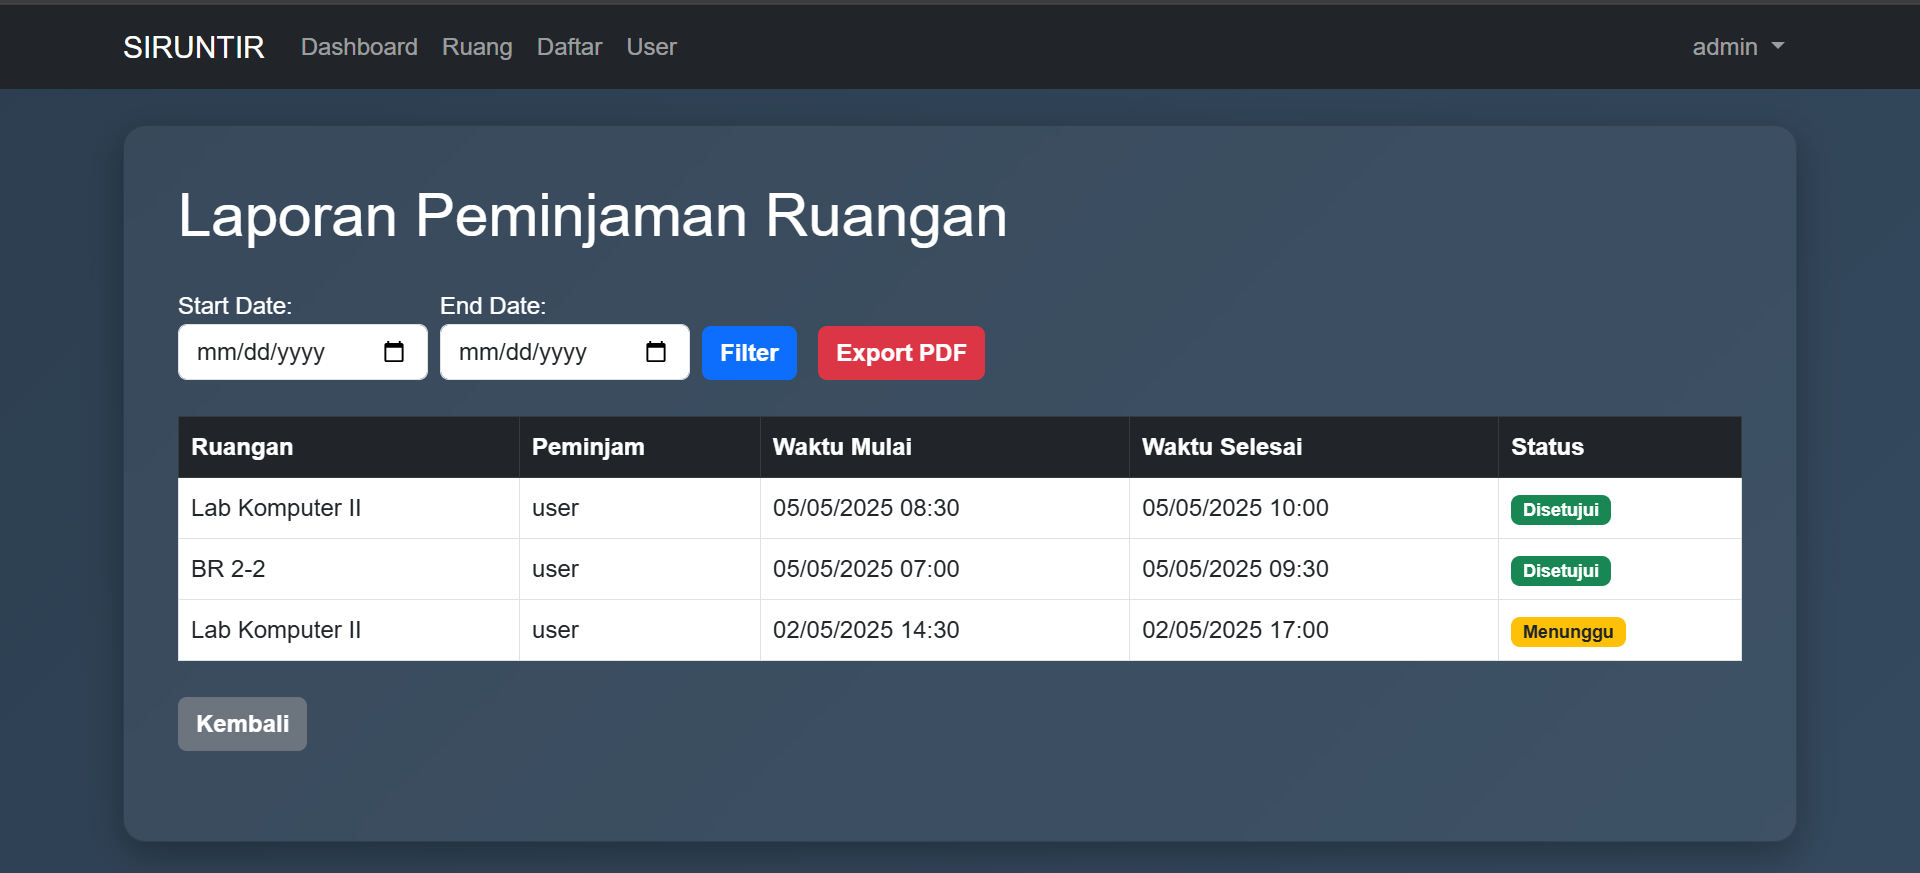 SIRUNTIR Dashboard Ruang Daftar User admin
Laporan Peminjaman Ruangan
Start Date: End Date:
mm/dd/yyyy mm/dd/yyyy Filter Export PDF
Ruangan Peminjam Waktu Mulai Waktu Selesai Status
Lab Komputer II user 05/05/2025 08:30 05/05/2025 10:00 Disetujui
BR 2-2 user 05/05/2025 07:00 05/05/2025 09:30 Disetujui
Lab Komputer II user 02/05/2025 14:30 02/05/2025 17:00 Menunggu
Kembali